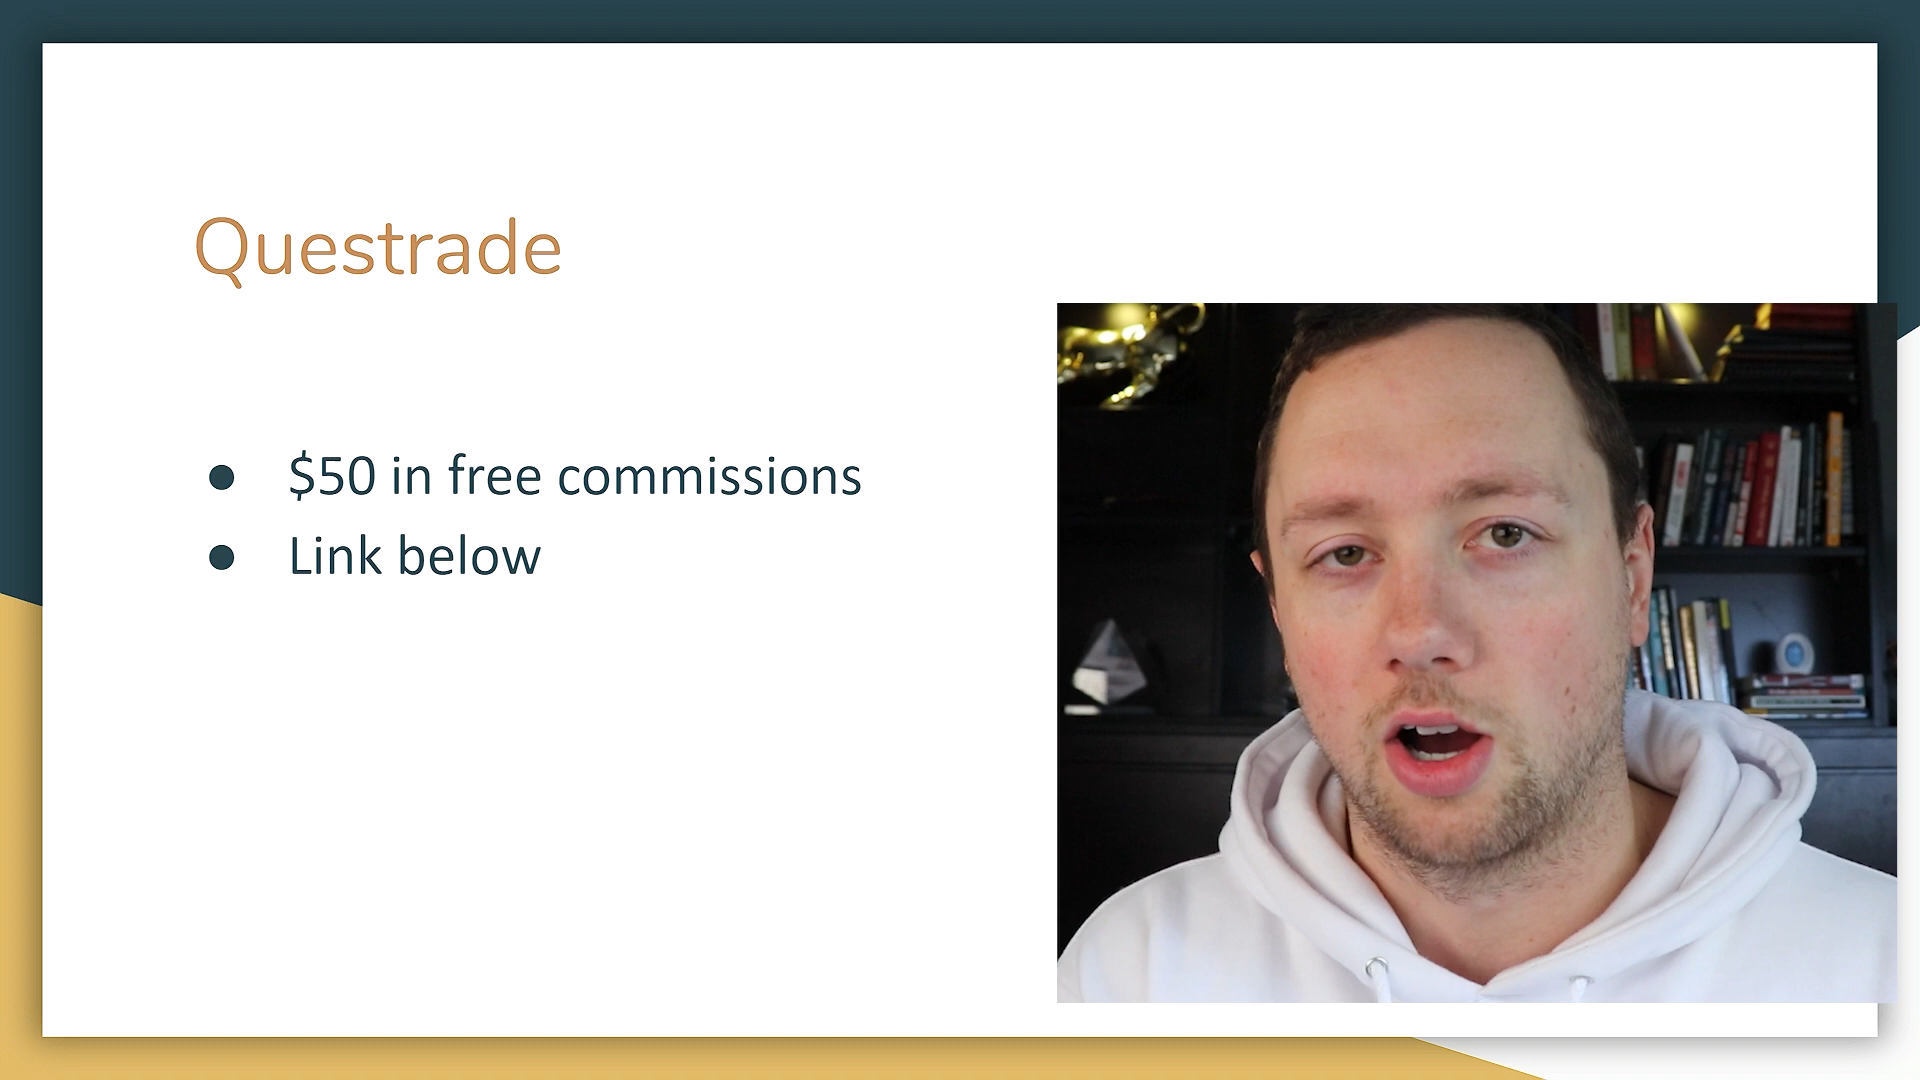 Questrade
● $50 in free commissions
● Link below